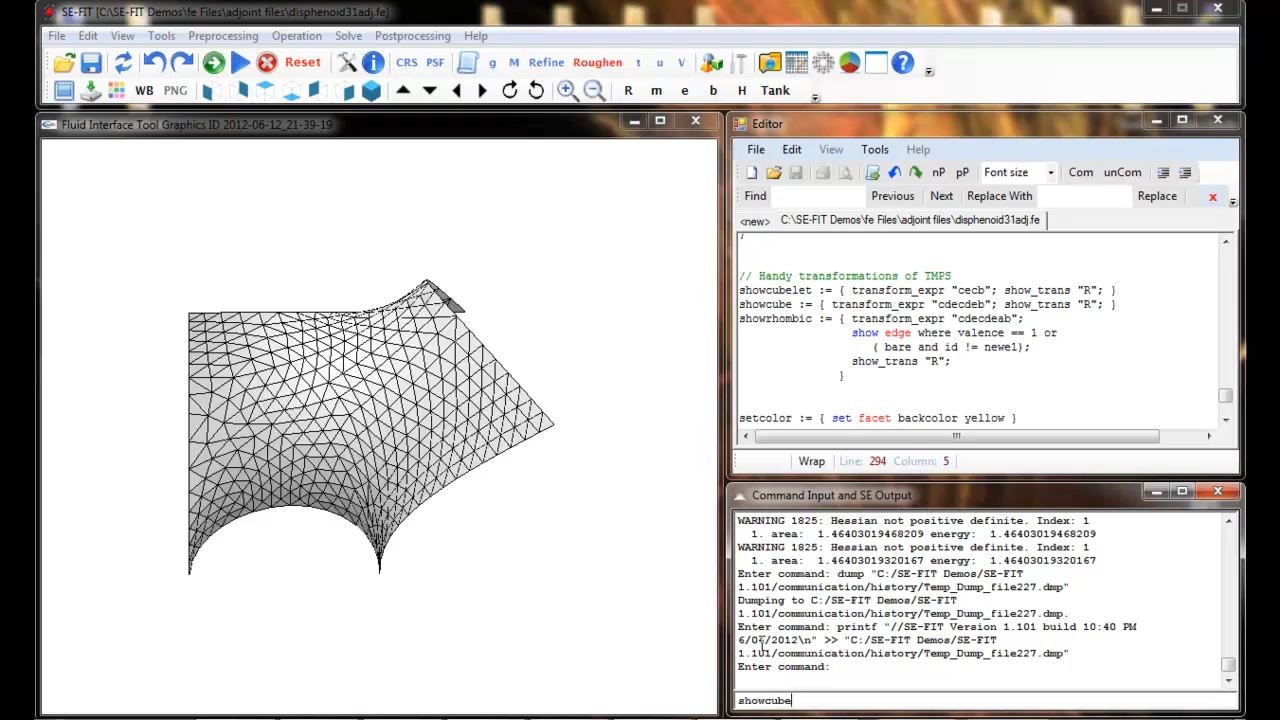 SE-FIT [C:\SE-FIT Demos\fe Files\adjoint files\disphenoid31adj.fe]
File Edit View Tools Preprocessing Operation Solve Postprocessing Help
Reset CRS PSF g M Refine Roughen t u V
WB PNG R m e b H Tank
Fluid Interface Tool Graphics ID 2012-06-12_21-39-19
Editor
File Edit View Tools Help
nP pP Font size Com unCom
Find Previous Next Replace With Replace x
<new> C:\SE-FIT Demos\fe Files\adjoint files\disphenoid31adj.fe
// Handy transformations of TMPS
showcubelet := { transform_expr "cecb"; show_trans "R"; }
showcube := { transform_expr "cdecdeb"; show_trans "R"; }
showrhombic := { transform_expr "cdecdeab";
show edge where valence == 1 or
( bare and id != newe1);
show_trans "R";
}
setcolor := { set facet backcolor yellow }
Wrap Line: 294 Column: 5
Command Input and SE Output
WARNING 1825: Hessian not positive definite. Index: 1
1. area: 1.46403019468209 energy: 1.46403019468209
WARNING 1825: Hessian not positive definite. Index: 1
1. area: 1.46403019320167 energy: 1.46403019320167
Enter command: dump "C:/SE-FIT Demos/SE-FIT
1.101/communication/history/Temp_Dump_file227.dmp"
Dumping to C:/SE-FIT Demos/SE-FIT
1.101/communication/history/Temp_Dump_file227.dmp.
Enter command: printf "//SE-FIT Version 1.101 build 10:40 PM
6/07/2012\n" >> "C:/SE-FIT Demos/SE-FIT
1.101/communication/history/Temp_Dump_file227.dmp"
Enter command:
showcube